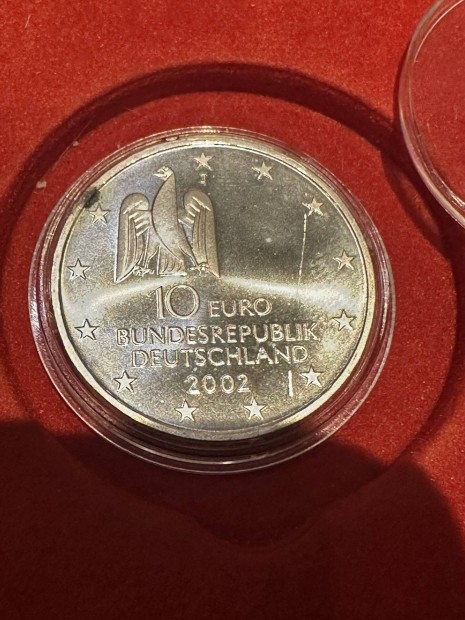 J
10 EURO
BUNDESREPUBLIK
DEUTSCHLAND
2002